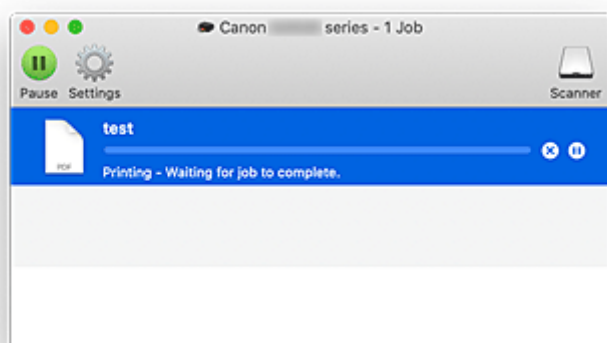 Canon series - 1 Job
Pause Settings
Scanner
test
PDF
Printing - Waiting for job to complete.